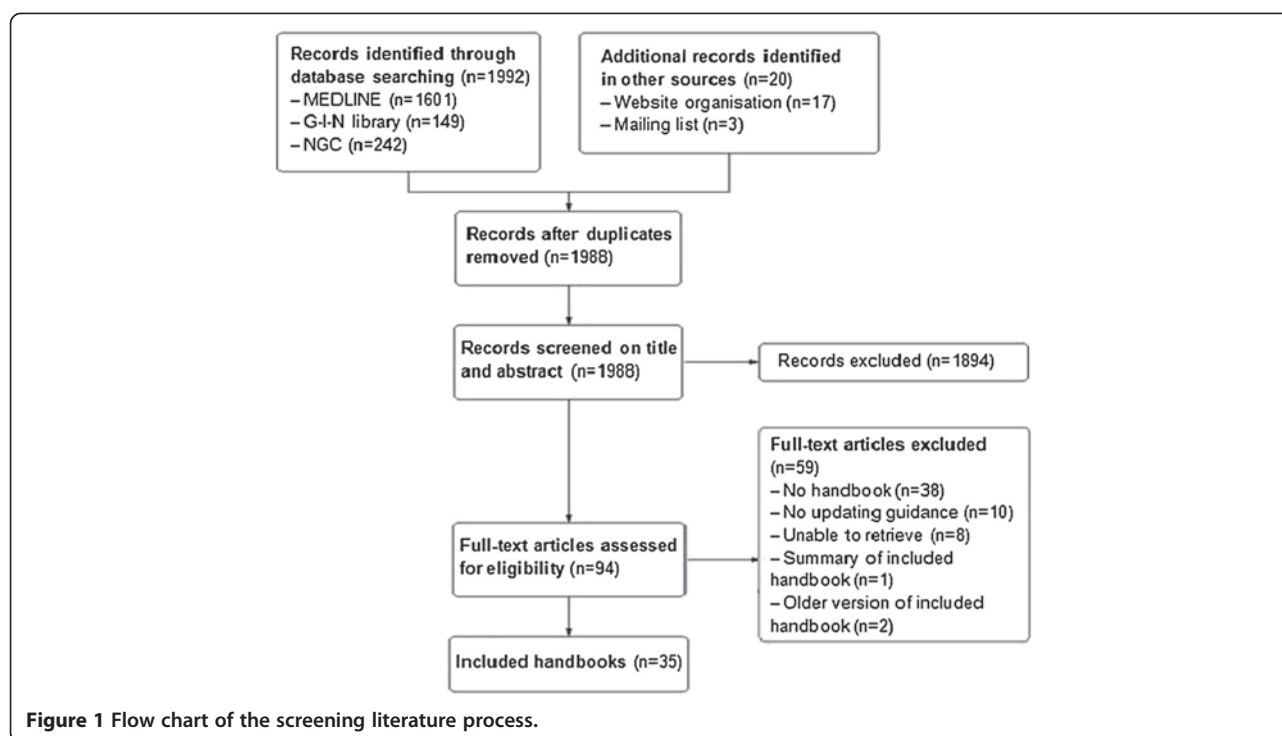 Records identified through
database searching (n=1992)
– MEDLINE (n=1601)
– G-I-N library (n=149)
– NGC (n=242)
Additional records identified
in other sources (n=20)
– Website organisation (n=17)
– Mailing list (n=3)
Records after duplicates
removed (n=1988)
Records screened on title
and abstract (n=1988)
Records excluded (n=1894)
Full-text articles assessed
for eligibility (n=94)
Full-text articles excluded
(n=59)
– No handbook (n=38)
– No updating guidance (n=10)
– Unable to retrieve (n=8)
– Summary of included
handbook (n=1)
– Older version of included
handbook (n=2)
Included handbooks (n=35)
Figure 1 Flow chart of the screening literature process.